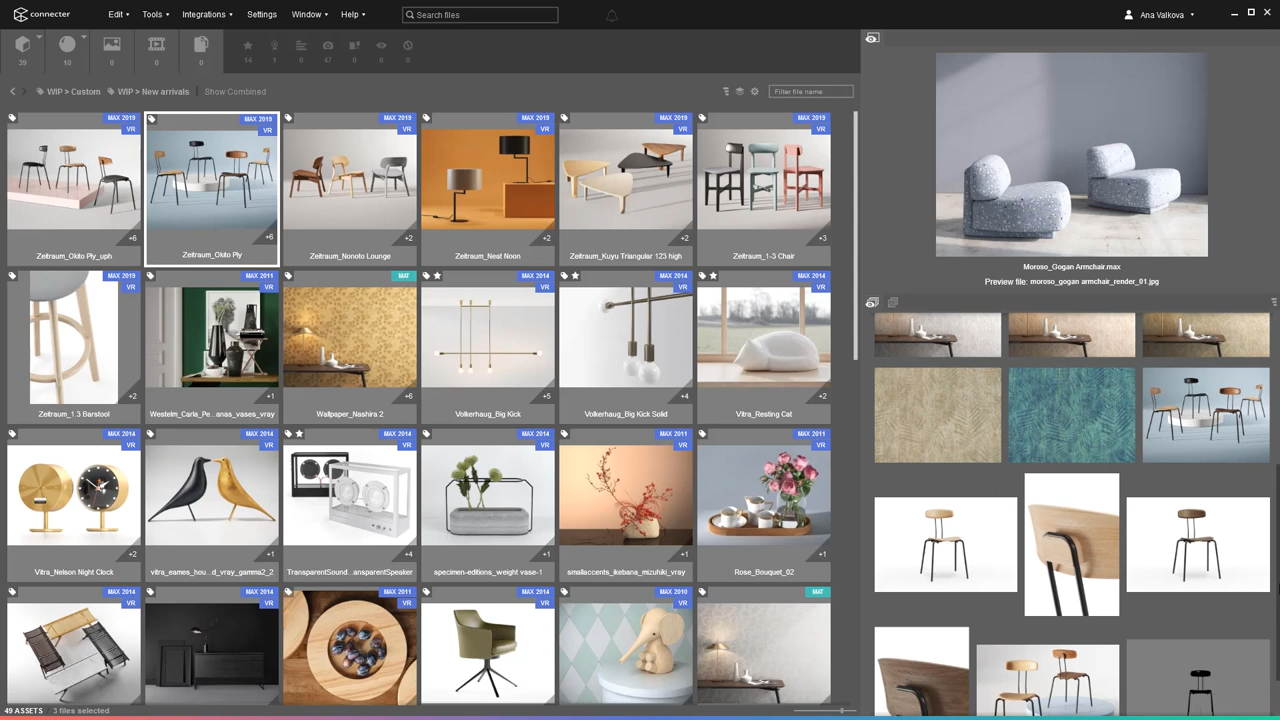 connecter
Edit
Tools
Integrations
Settings
Window
Help
Search files
Ana Valkova
39
10
0
0
0
14
1
0
47
0
0
0
WIP > Custom
WIP > New arrivals
Show Combined
Filter file name
MAX 2019
VR
+6
Zeitraum_Okito Ply_uph
MAX 2019
VR
+6
Zeitraum_Okito Ply
MAX 2019
VR
+2
Zeitraum_Nonoto Lounge
MAX 2019
VR
+2
Zeitraum_Nest Noon
MAX 2019
VR
+2
Zeitraum_Kuyu Triangular 123 high
MAX 2019
VR
+3
Zeitraum_1-3 Chair
MAX 2019
VR
+2
Zeitraum_1.3 Barstool
MAX 2011
VR
+1
Westelm_Carla_Pe...anas_vases_vray
MAT
+6
Wallpaper_Nashira 2
MAX 2014
VR
+5
Volkerhaug_Big Kick
MAX 2014
VR
+4
Volkerhaug_Big Kick Solid
MAX 2014
VR
+2
Vitra_Resting Cat
MAX 2014
VR
+2
Vitra_Nelson Night Clock
MAX 2014
VR
+1
vitra_eames_hou...d_vray_gamma2_2
MAX 2014
VR
+4
TransparentSound...ansparentSpeaker
MAX 2014
VR
+1
specimen-editions_weight vase-1
MAX 2011
VR
+1
smallaccents_ikebana_mizuhiki_vray
MAX 2011
VR
+1
Rose_Bouquet_02
MAX 2014
VR
MAX 2014
VR
MAX 2011
VR
MAX 2014
VR
MAX 2010
VR
MAT
49 ASSETS
3 files selected
Moroso_Gogan Armchair.max
Preview file: moroso_gogan armchair_render_01.jpg